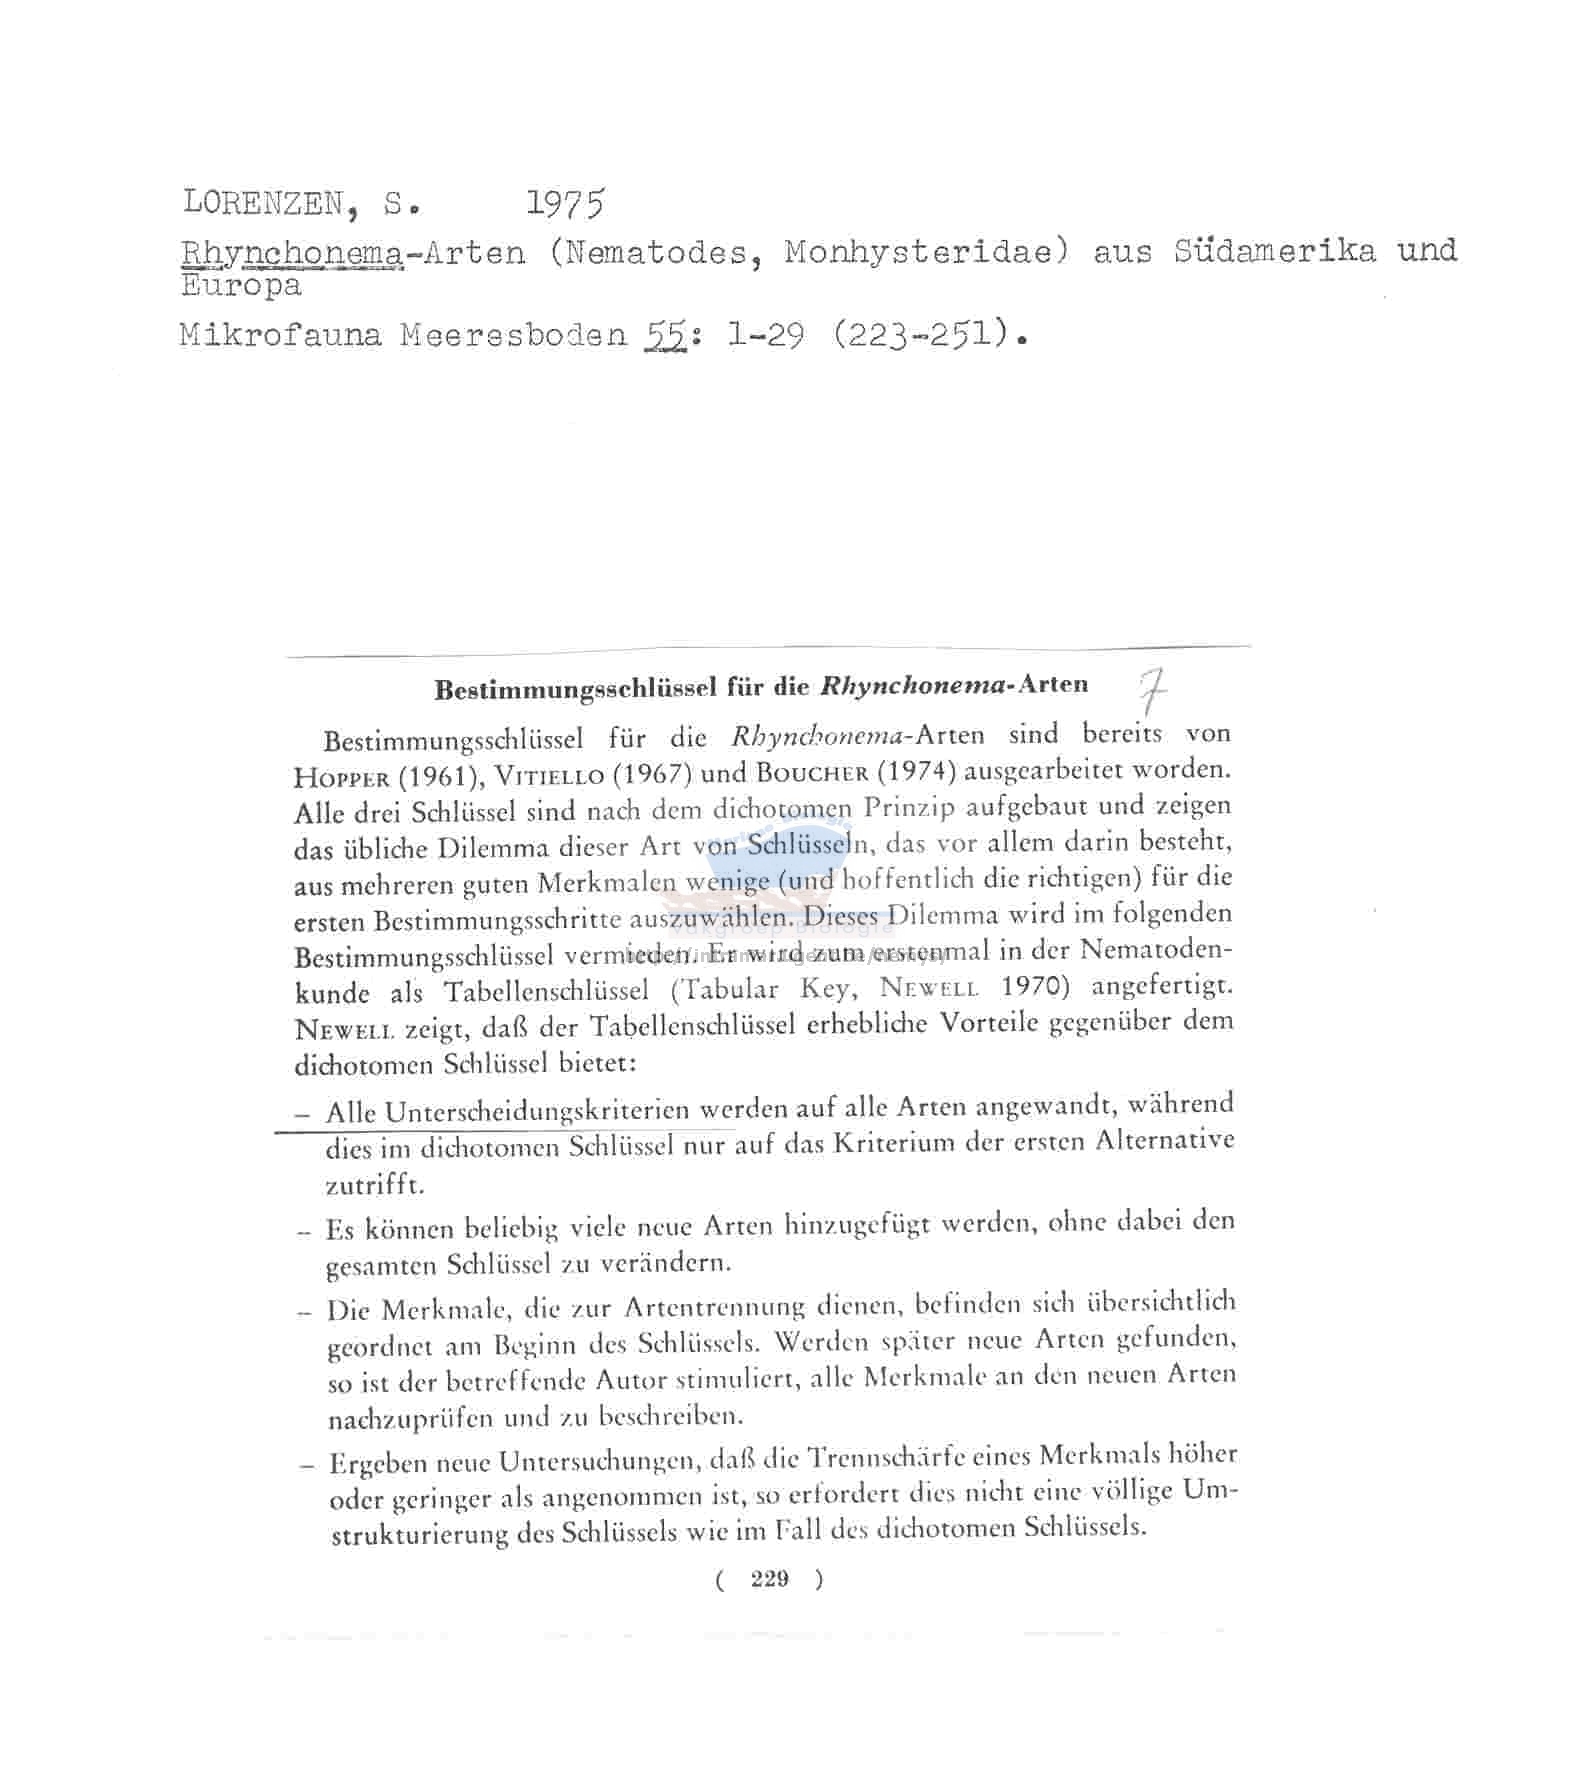 LORENZEN, S. 1975
Rhynchonema-Arten (Nematodes, Monhysteridae) aus Südamerika und
Europa
Mikrofauna Meeresboden 55: 1-29 (223-251).
Bestimmungsschlüssel für die Rhynchonema-Arten 7
Bestimmungsschlüssel für die Rhynchonema-Arten sind bereits von
HOPPER (1961), VITIELLO (1967) und BOUCHER (1974) ausgearbeitet worden.
Alle drei Schlüssel sind nach dem dichotomen Prinzip aufgebaut und zeigen
das übliche Dilemma dieser Art von Schlüsseln, das vor allem darin besteht,
aus mehreren guten Merkmalen wenige (und hoffentlich die richtigen) für die
ersten Bestimmungsschritte auszuwählen. Dieses Dilemma wird im folgenden
Bestimmungsschlüssel vermieden. Er wird zum erstenmal in der Nematoden-
kunde als Tabellenschlüssel (Tabular Key, NEWELL 1970) angefertigt.
NEWELL zeigt, daß der Tabellenschlüssel erhebliche Vorteile gegenüber dem
dichotomen Schlüssel bietet:
– Alle Unterscheidungskriterien werden auf alle Arten angewandt, während
dies im dichotomen Schlüssel nur auf das Kriterium der ersten Alternative
zutrifft.
– Es können beliebig viele neue Arten hinzugefügt werden, ohne dabei den
gesamten Schlüssel zu verändern.
– Die Merkmale, die zur Artentrennung dienen, befinden sich übersichtlich
geordnet am Beginn des Schlüssels. Werden später neue Arten gefunden,
so ist der betreffende Autor stimuliert, alle Merkmale an den neuen Arten
nachzuprüfen und zu beschreiben.
– Ergeben neue Untersuchungen, daß die Trennschärfe eines Merkmals höher
oder geringer als angenommen ist, so erfordert dies nicht eine völlige Um-
strukturierung des Schlüssels wie im Fall des dichotomen Schlüssels.
( 229 )